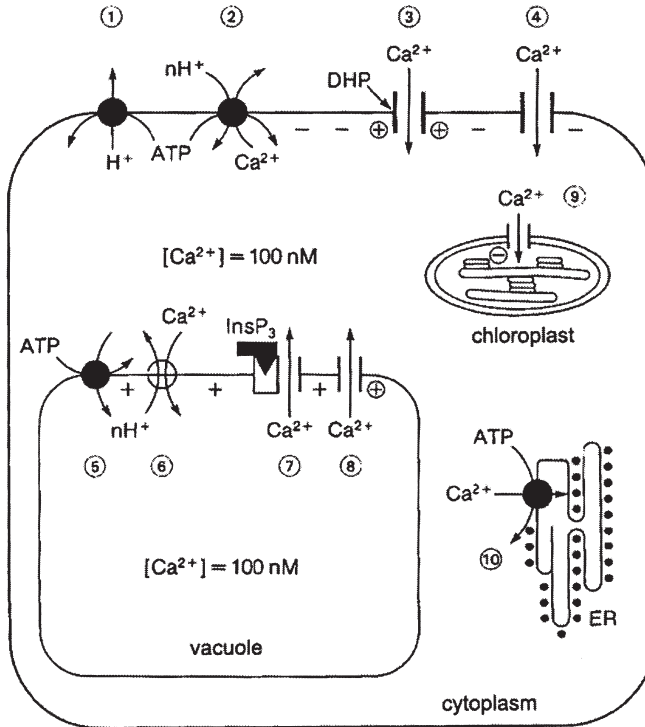 ① ② ③ ④
Ca²⁺ Ca²⁺
nH⁺
DHP
− − ⊕ ⊕ − −
H⁺ ATP Ca²⁺
Ca²⁺ ⑨
[Ca²⁺] = 100 nM
⊖
chloroplast
Ca²⁺
InsP₃
ATP
+ + + ⊕
nH⁺ Ca²⁺ Ca²⁺
⑤ ⑥ ⑦ ⑧
ATP
Ca²⁺
⑩
[Ca²⁺] = 100 nM
ER
vacuole
cytoplasm